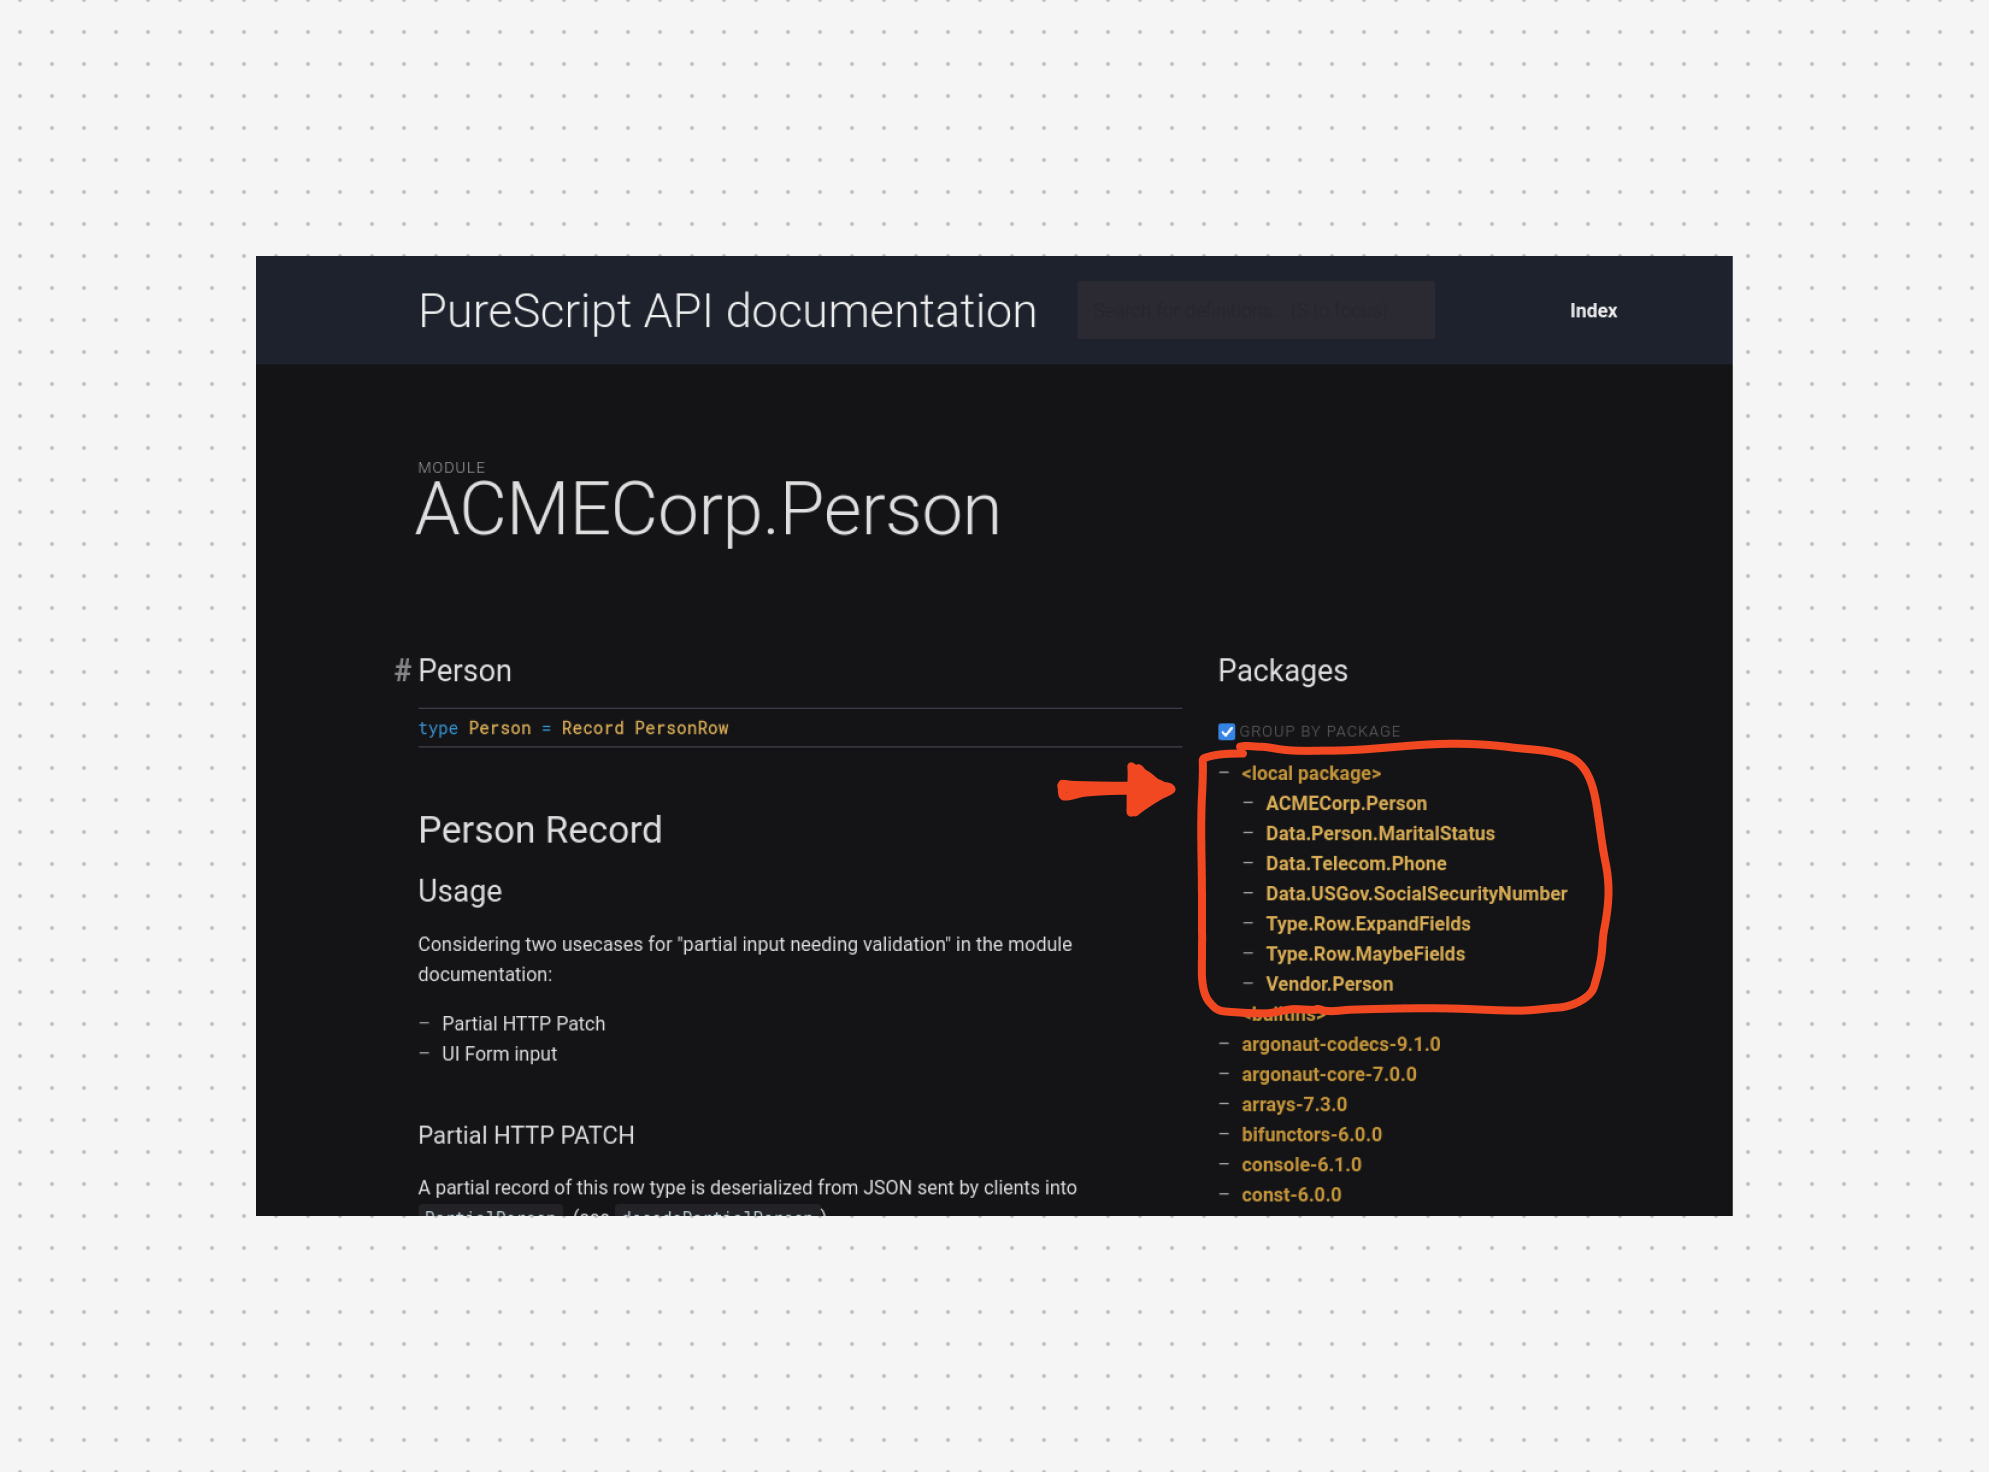 PureScript API documentation
Search for definitions... (S to focus)
Index
MODULE
ACMECorp.Person
# Person
type Person = Record PersonRow
Person Record
Usage
Considering two usecases for "partial input needing validation" in the module
documentation:
– Partial HTTP Patch
– UI Form input
Partial HTTP PATCH
A partial record of this row type is deserialized from JSON sent by clients into
PartialPerson (see decodePartialPerson)
Packages
GROUP BY PACKAGE
– <local package>
– ACMECorp.Person
– Data.Person.MaritalStatus
– Data.Telecom.Phone
– Data.USGov.SocialSecurityNumber
– Type.Row.ExpandFields
– Type.Row.MaybeFields
– Vendor.Person
<builtins>
– argonaut-codecs-9.1.0
– argonaut-core-7.0.0
– arrays-7.3.0
– bifunctors-6.0.0
– console-6.1.0
– const-6.0.0